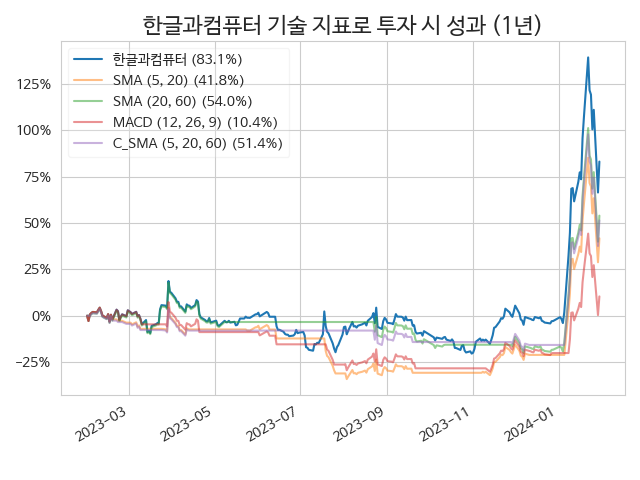 한글과컴퓨터 기술 지표로 투자 시 성과 (1년)
한글과컴퓨터 (83.1%)
SMA (5, 20) (41.8%)
SMA (20, 60) (54.0%)
MACD (12, 26, 9) (10.4%)
C_SMA (5, 20, 60) (51.4%)
125%
100%
75%
50%
25%
0%
−25%
2023-03
2023-05
2023-07
2023-09
2023-11
2024-01